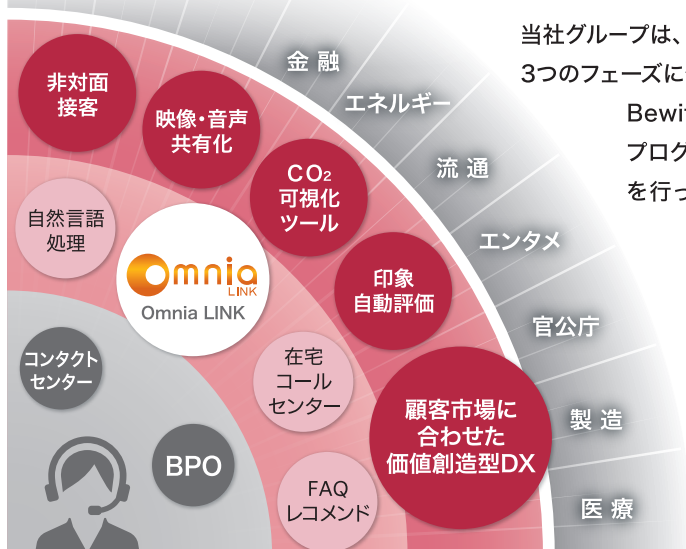 当社グループは、
3つのフェーズに
Bewit
プログ
を行っ
金融
エネルギー
流通
エンタメ
官公庁
製造
医療
非対面
接客
映像・音声
共有化
CO₂
可視化
ツール
印象
自動評価
顧客市場に
合わせた
価値創造型DX
自然言語
処理
Omnia
LINK
Omnia LINK
在宅
コール
センター
FAQ
レコメンド
コンタクト
センター
BPO